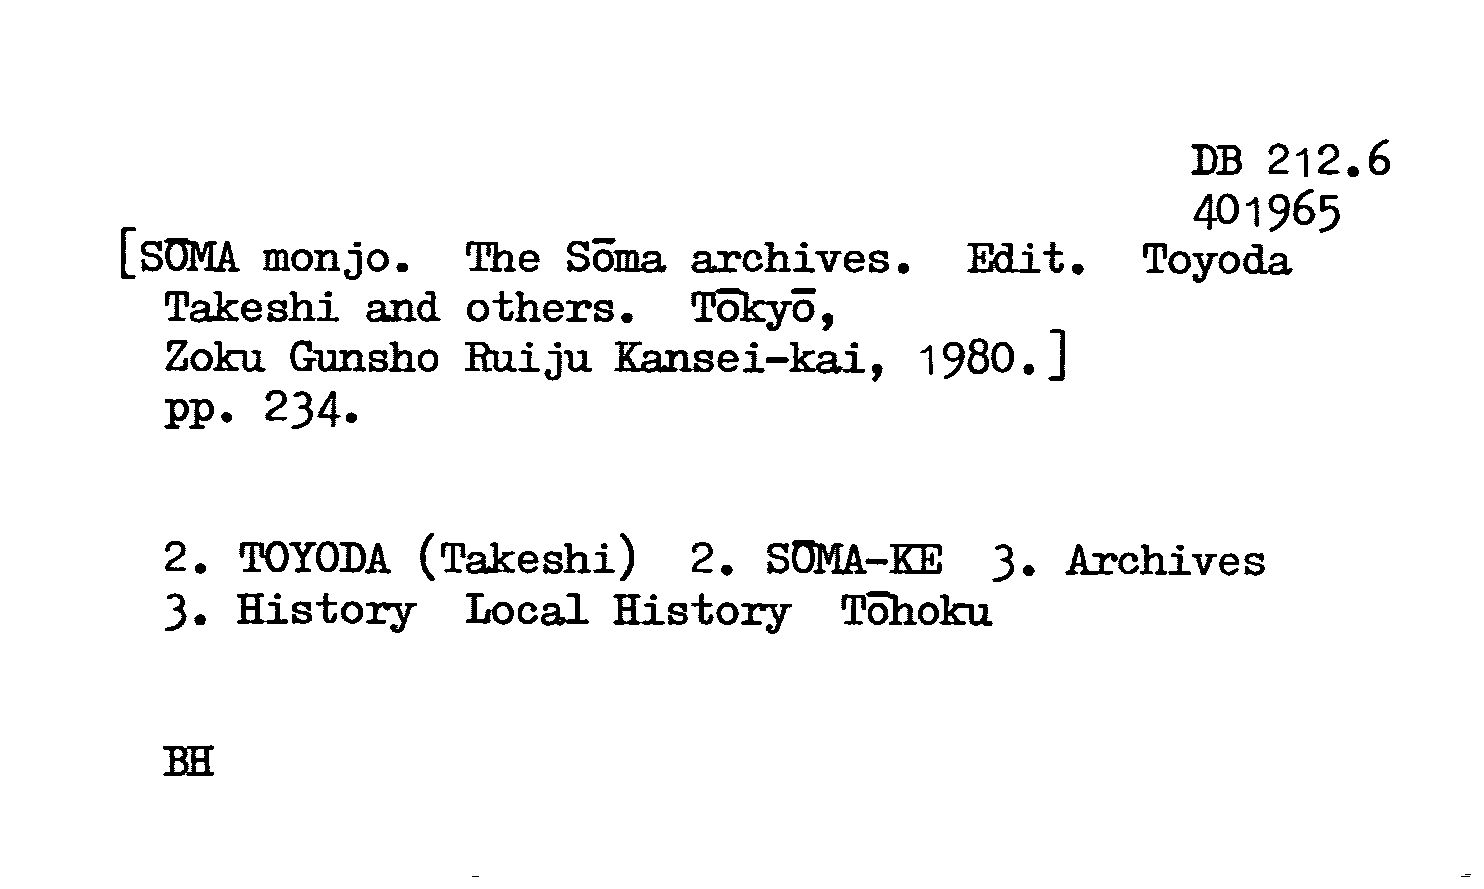 DB 212.6
401965
[SŌMA monjo. The Sōma archives. Edit. Toyoda
Takeshi and others. Tōkyō,
Zoku Gunsho Ruiju Kansei-kai, 1980.]
pp. 234.
2. TOYODA (Takeshi) 2. SŌMA-KE 3. Archives
3. History Local History Tōhoku
BH